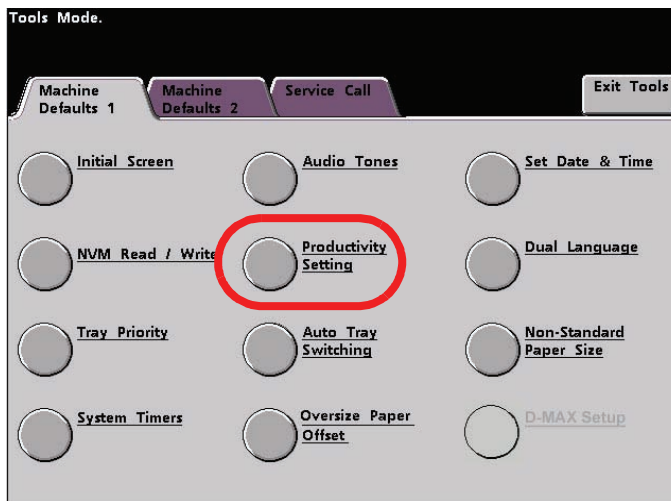 Tools Mode.
Machine
Defaults 1
Machine
Defaults 2
Service Call
Exit Tools
Initial Screen
Audio Tones
Set Date & Time
NVM Read / Write
Productivity
Setting
Dual Language
Tray Priority
Auto Tray
Switching
Non-Standard
Paper Size
System Timers
Oversize Paper
Offset
D-MAX Setup